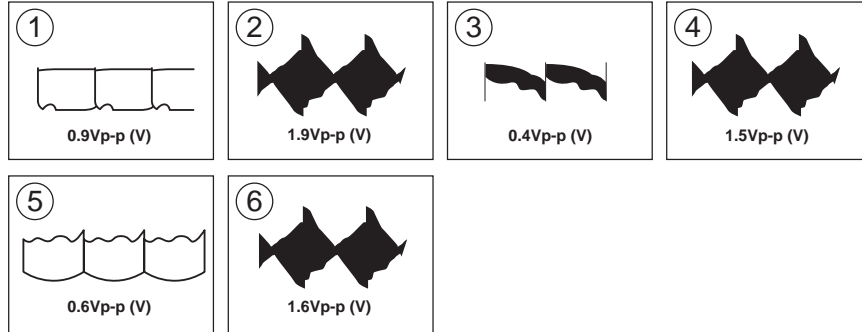 1
0.9Vp-p (V)
2
1.9Vp-p (V)
3
0.4Vp-p (V)
4
1.5Vp-p (V)
5
0.6Vp-p (V)
6
1.6Vp-p (V)